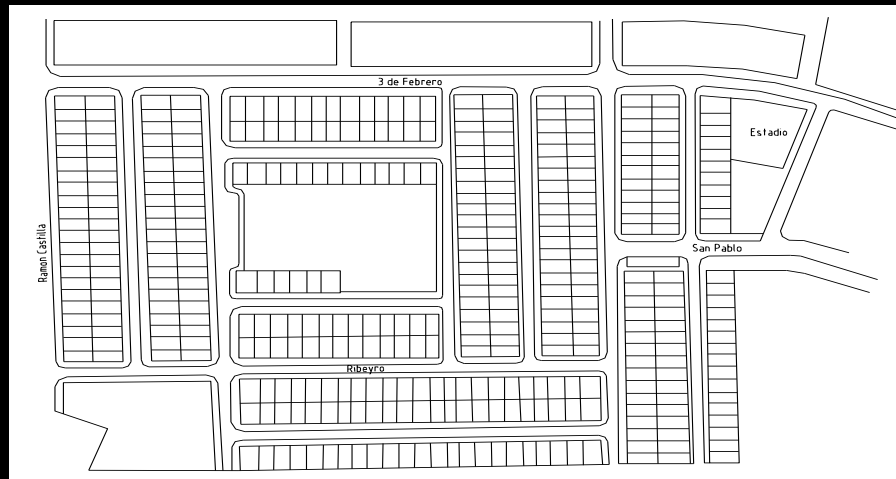 3 de Febrero
Estadio
Ramon Castilla
San Pablo
Ribeyro